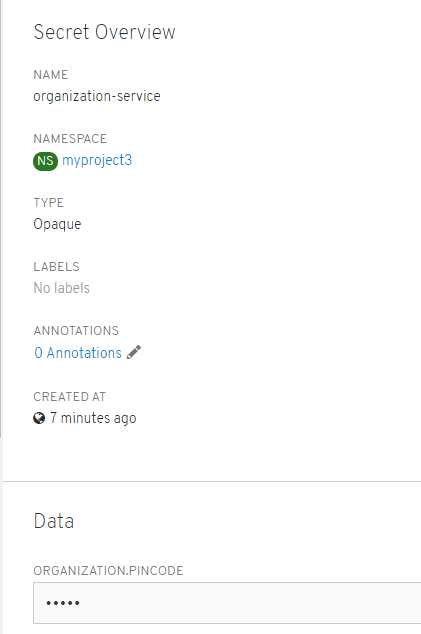 Secret Overview
NAME
organization-service
NAMESPACE
NS myproject3
TYPE
Opaque
LABELS
No labels
ANNOTATIONS
0 Annotations
CREATED AT
7 minutes ago
Data
ORGANIZATION.PINCODE
•••••